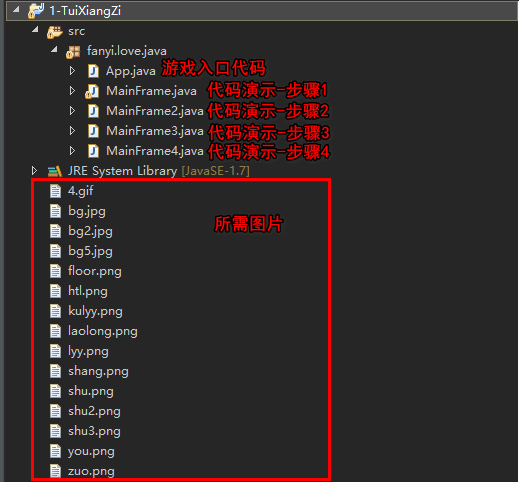 1-TuiXiangZi
src
fanyi.love.java
App.java 游戏入口代码
MainFrame.java 代码演示-步骤1
MainFrame2.java 代码演示-步骤2
MainFrame3.java 代码演示-步骤3
MainFrame4.java 代码演示-步骤4
JRE System Library [JavaSE-1.7]
4.gif
bg.jpg
所需图片
bg2.jpg
bg5.jpg
floor.png
htl.png
kulyy.png
laolong.png
lyy.png
shang.png
shu.png
shu2.png
shu3.png
you.png
zuo.png